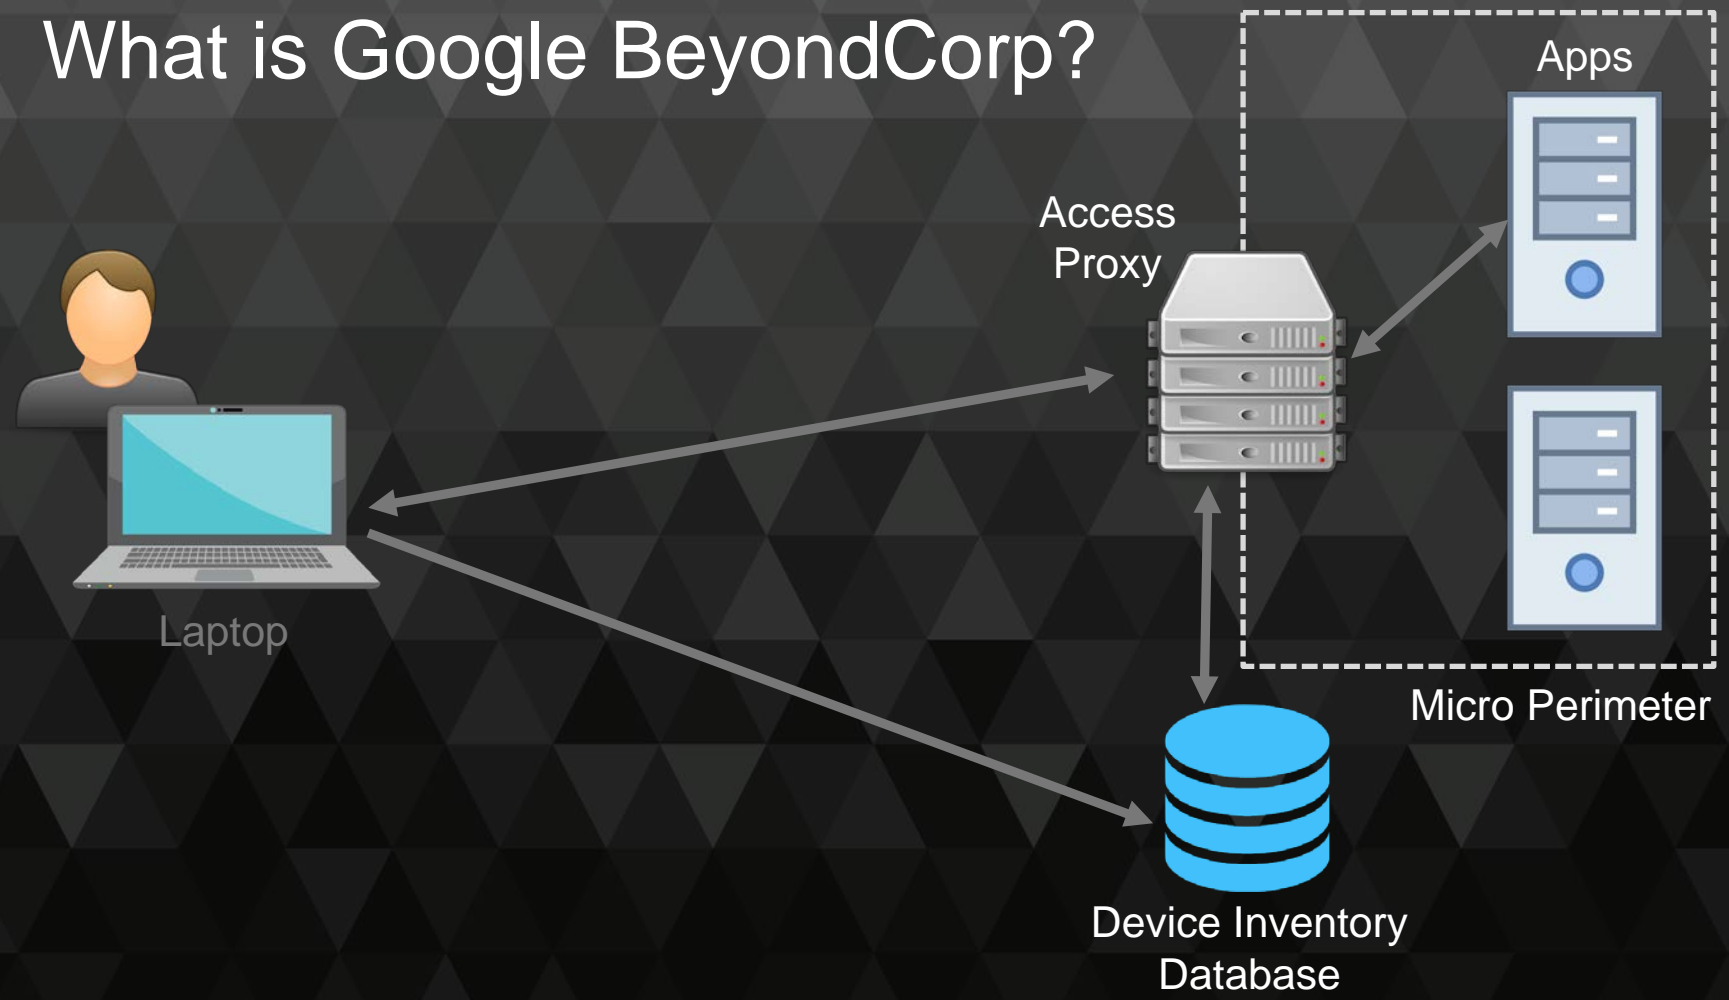 What is Google BeyondCorp?
Apps
Access
Proxy
Laptop
Micro Perimeter
Device Inventory
Database